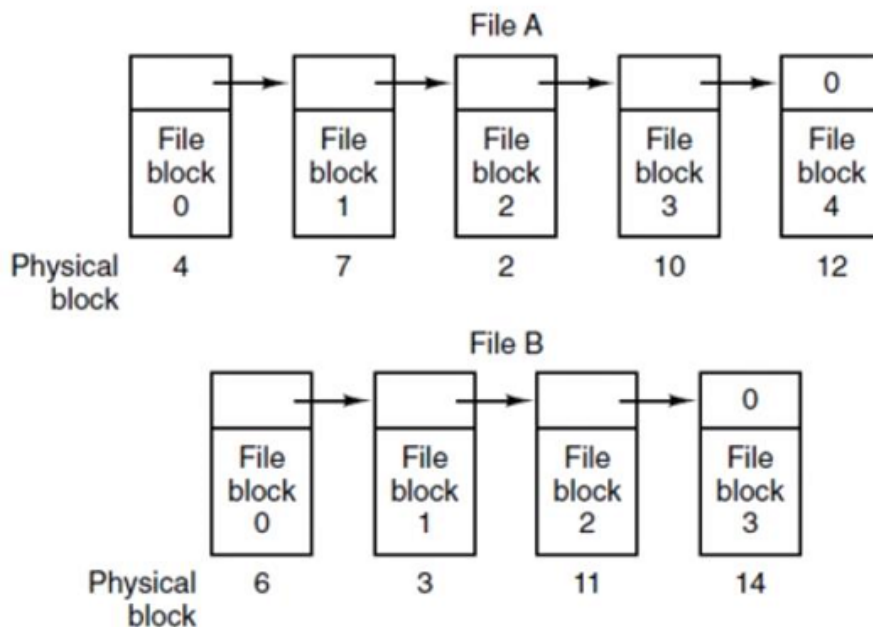 File A
0
File File File File File
block block block block block
0 1 2 3 4
Physical 4 7 2 10 12
block
File B
0
File File File File
block block block block
0 1 2 3
Physical 6 3 11 14
block